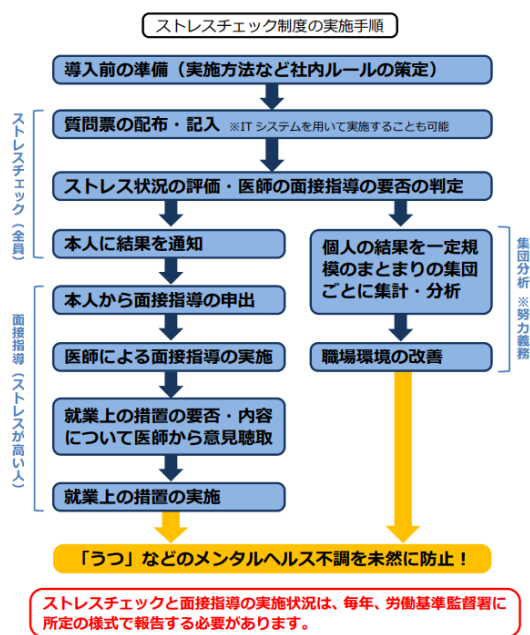 ストレスチェック制度の実施手順
導入前の準備（実施方法など社内ルールの策定）
質問票の配布・記入 ※ITシステムを用いて実施することも可能
ストレス状況の評価・医師の面接指導の要否の判定
ストレスチェック（全員）
本人に結果を通知
本人から面接指導の申出
医師による面接指導の実施
就業上の措置の要否・内容
について医師から意見聴取
就業上の措置の実施
面接指導（ストレスが高い人）
個人の結果を一定規
模のまとまりの集団
ごとに集計・分析
職場環境の改善
集団分析 ※努力義務
「うつ」などのメンタルヘルス不調を未然に防止！
ストレスチェックと面接指導の実施状況は、毎年、労働基準監督署に
所定の様式で報告する必要があります。